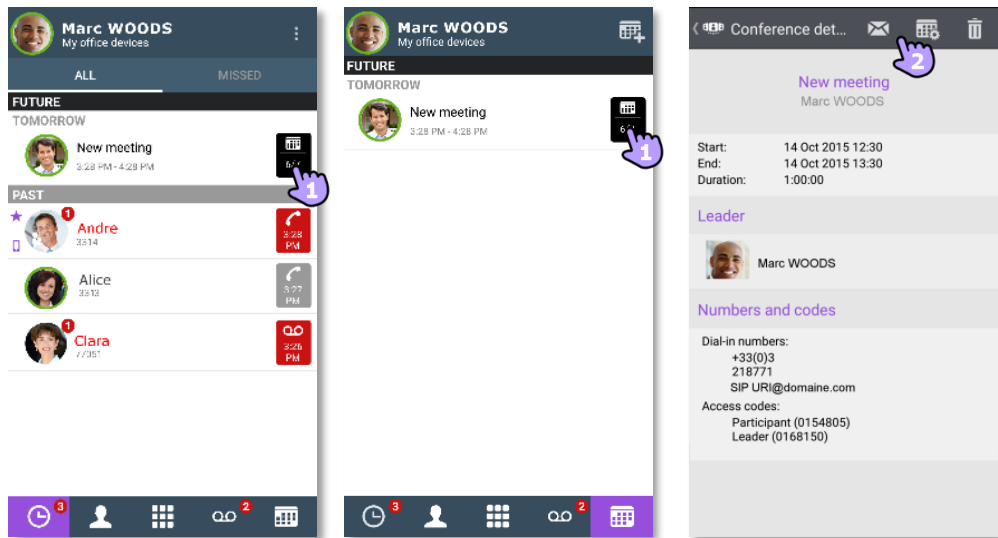 Marc WOODS
My office devices
ALL
MISSED
FUTURE
TOMORROW
New meeting
3:28 PM - 4:28 PM
1
PAST
1
Andre
3314
3:28
PM
Alice
3313
3:27
PM
1
Clara
77051
3:26
PM
3
2
Marc WOODS
My office devices
FUTURE
TOMORROW
New meeting
3:28 PM - 4:28 PM
1
3
2
Conference det...
2
New meeting
Marc WOODS
Start: 14 Oct 2015 12:30
End: 14 Oct 2015 13:30
Duration: 1:00:00
Leader
Marc WOODS
Numbers and codes
Dial-in numbers:
+33(0)3
218771
SIP URI@domaine.com
Access codes:
Participant (0154805)
Leader (0168150)